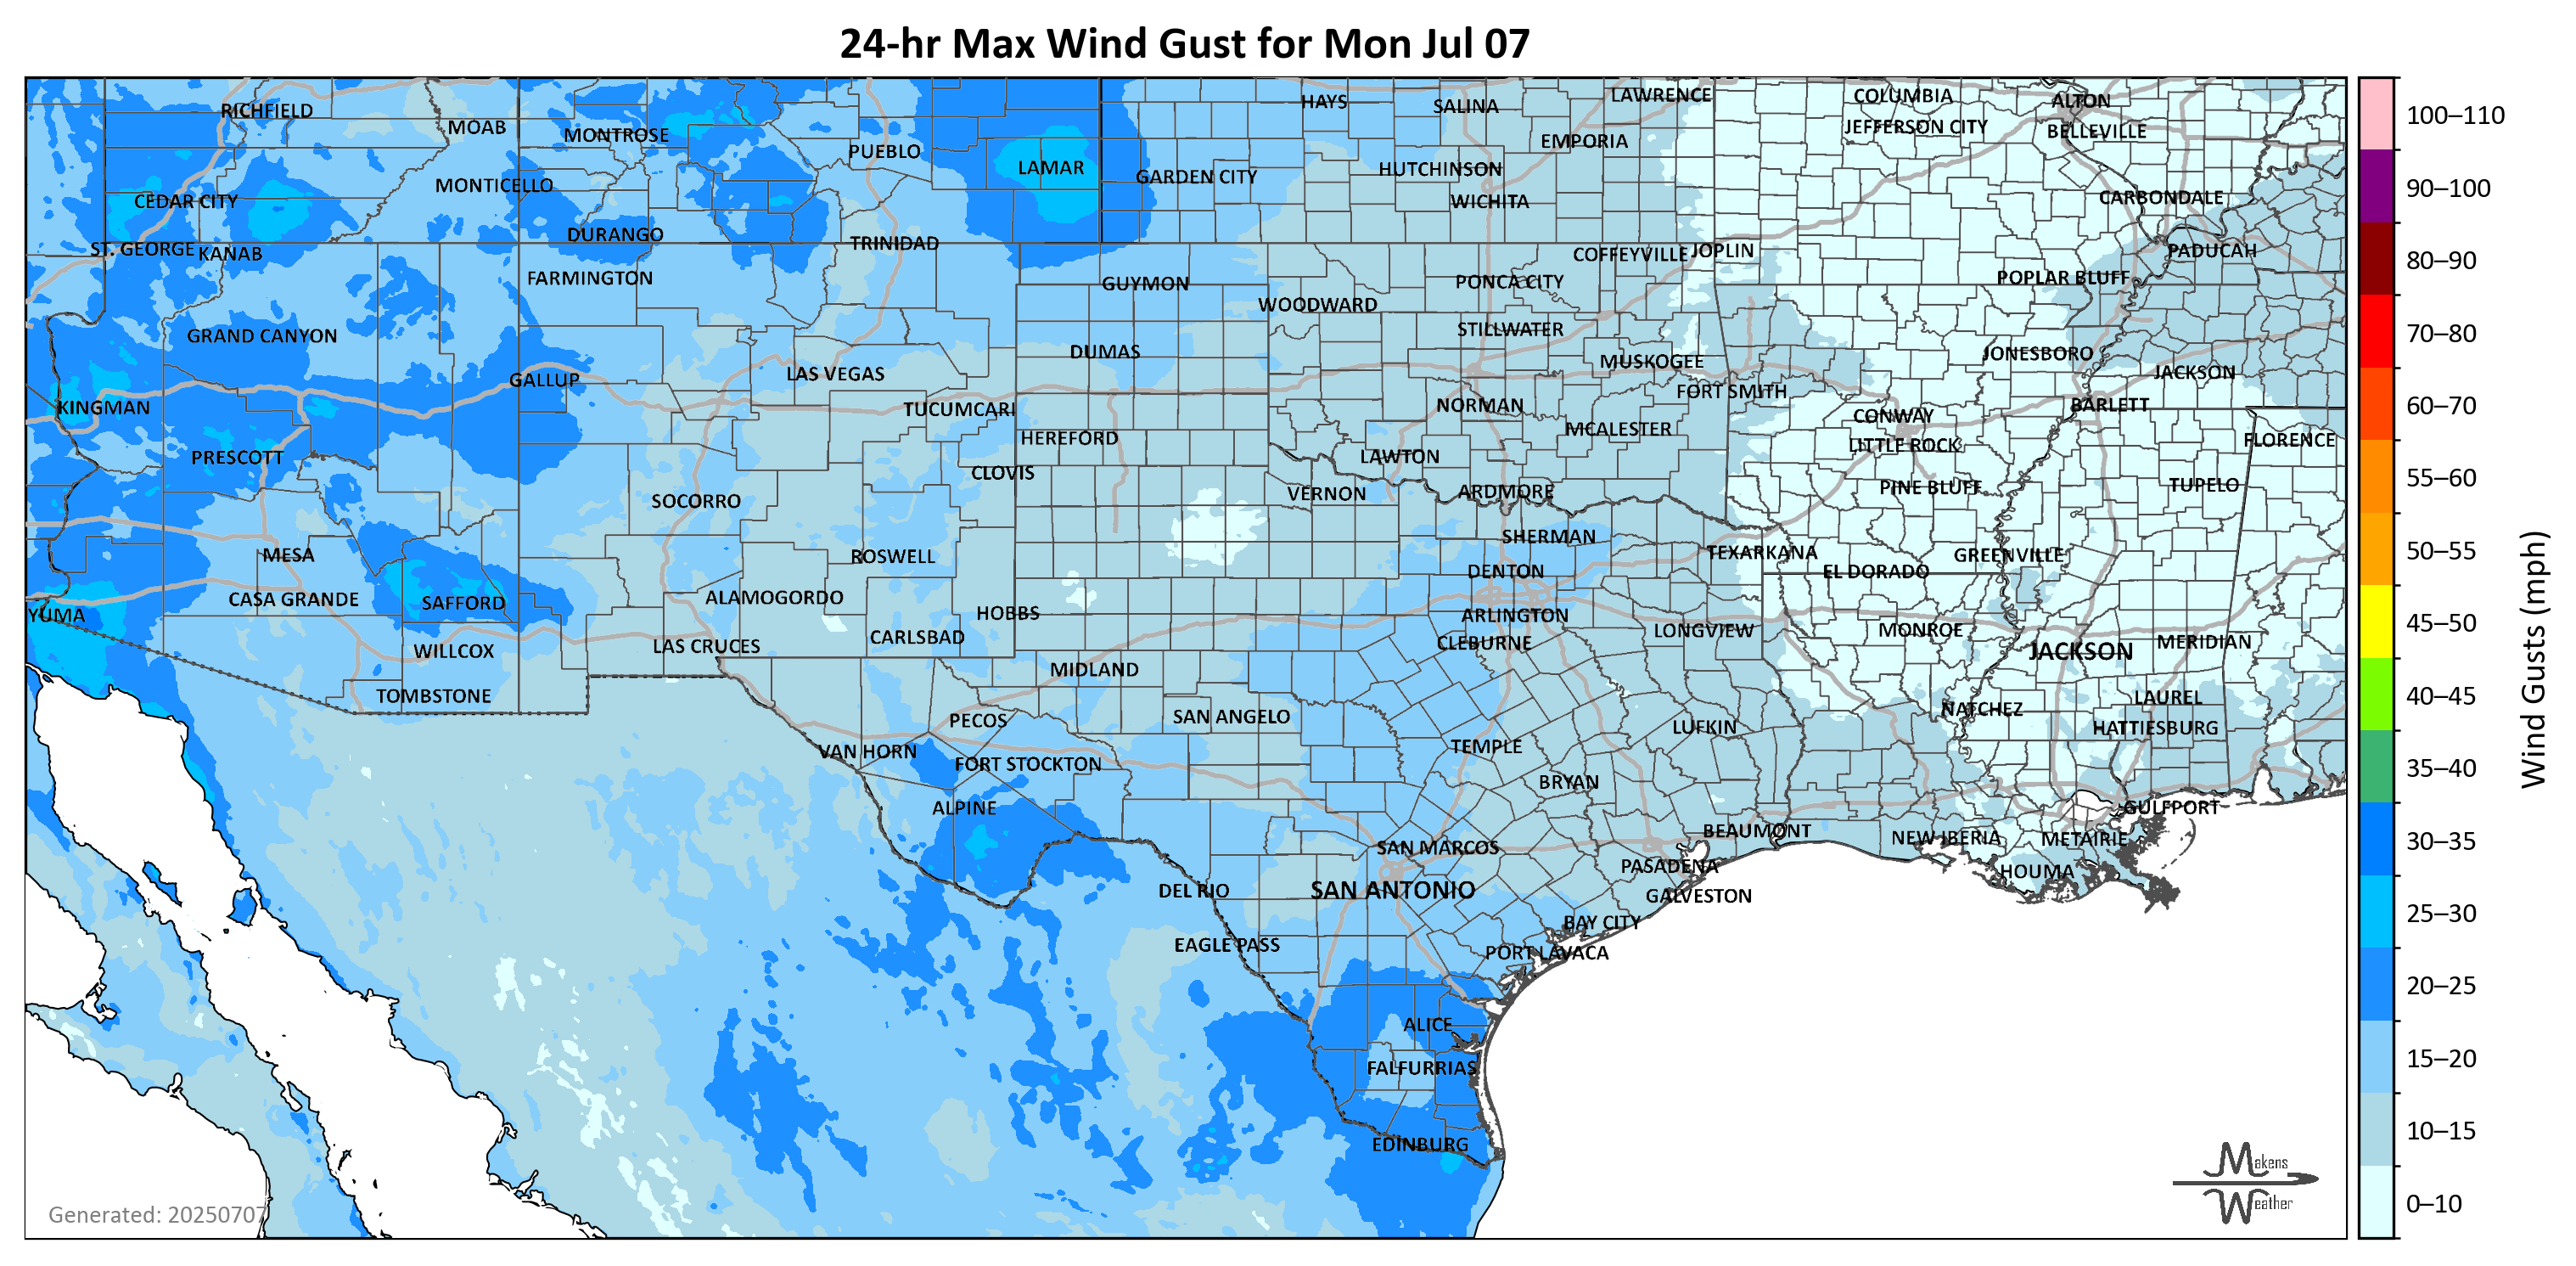 24-hr Max Wind Gust for Mon Jul 07
RICHFIELD
MOAB
MONTROSE
PUEBLO
LAMAR
HAYS
SALINA
LAWRENCE
COLUMBIA
ALTON
JEFFERSON CITY
BELLEVILLE
EMPORIA
HUTCHINSON
GARDEN CITY
MONTICELLO
CEDAR CITY
WICHITA
CARBONDALE
DURANGO
TRINIDAD
ST. GEORGE
KANAB
FARMINGTON
GUYMON
COFFEYVILLE
JOPLIN
PADUCAH
POPLAR BLUFF
PONCA CITY
WOODWARD
STILLWATER
GRAND CANYON
DUMAS
MUSKOGEE
JONESBORO
JACKSON
LAS VEGAS
GALLUP
FORT SMITH
KINGMAN
TUCUMCARI
NORMAN
CONWAY
BARLETT
MCALESTER
HEREFORD
LITTLE ROCK
FLORENCE
PRESCOTT
LAWTON
CLOVIS
SOCORRO
VERNON
ARDMORE
PINE BLUFF
TUPELO
MESA
ROSWELL
SHERMAN
TEXARKANA
GREENVILLE
DENTON
EL DORADO
CASA GRANDE
SAFFORD
ALAMOGORDO
HOBBS
ARLINGTON
YUMA
CARLSBAD
CLEBURNE
LONGVIEW
MONROE
MERIDIAN
LAS CRUCES
WILLCOX
JACKSON
MIDLAND
TOMBSTONE
LAUREL
NATCHEZ
PECOS
SAN ANGELO
LUFKIN
HATTIESBURG
VAN HORN
FORT STOCKTON
TEMPLE
BRYAN
ALPINE
GULFPORT
BEAUMONT
NEW IBERIA
METAIRIE
SAN MARCOS
PASADENA
HOUMA
DEL RIO
SAN ANTONIO
GALVESTON
BAY CITY
EAGLE PASS
PORT LAVACA
ALICE
FALFURRIAS
EDINBURG
Generated: 20250707
Makens
Weather
100–110
90–100
80–90
70–80
60–70
55–60
50–55
45–50
40–45
35–40
30–35
25–30
20–25
15–20
10–15
0–10
Wind Gusts (mph)